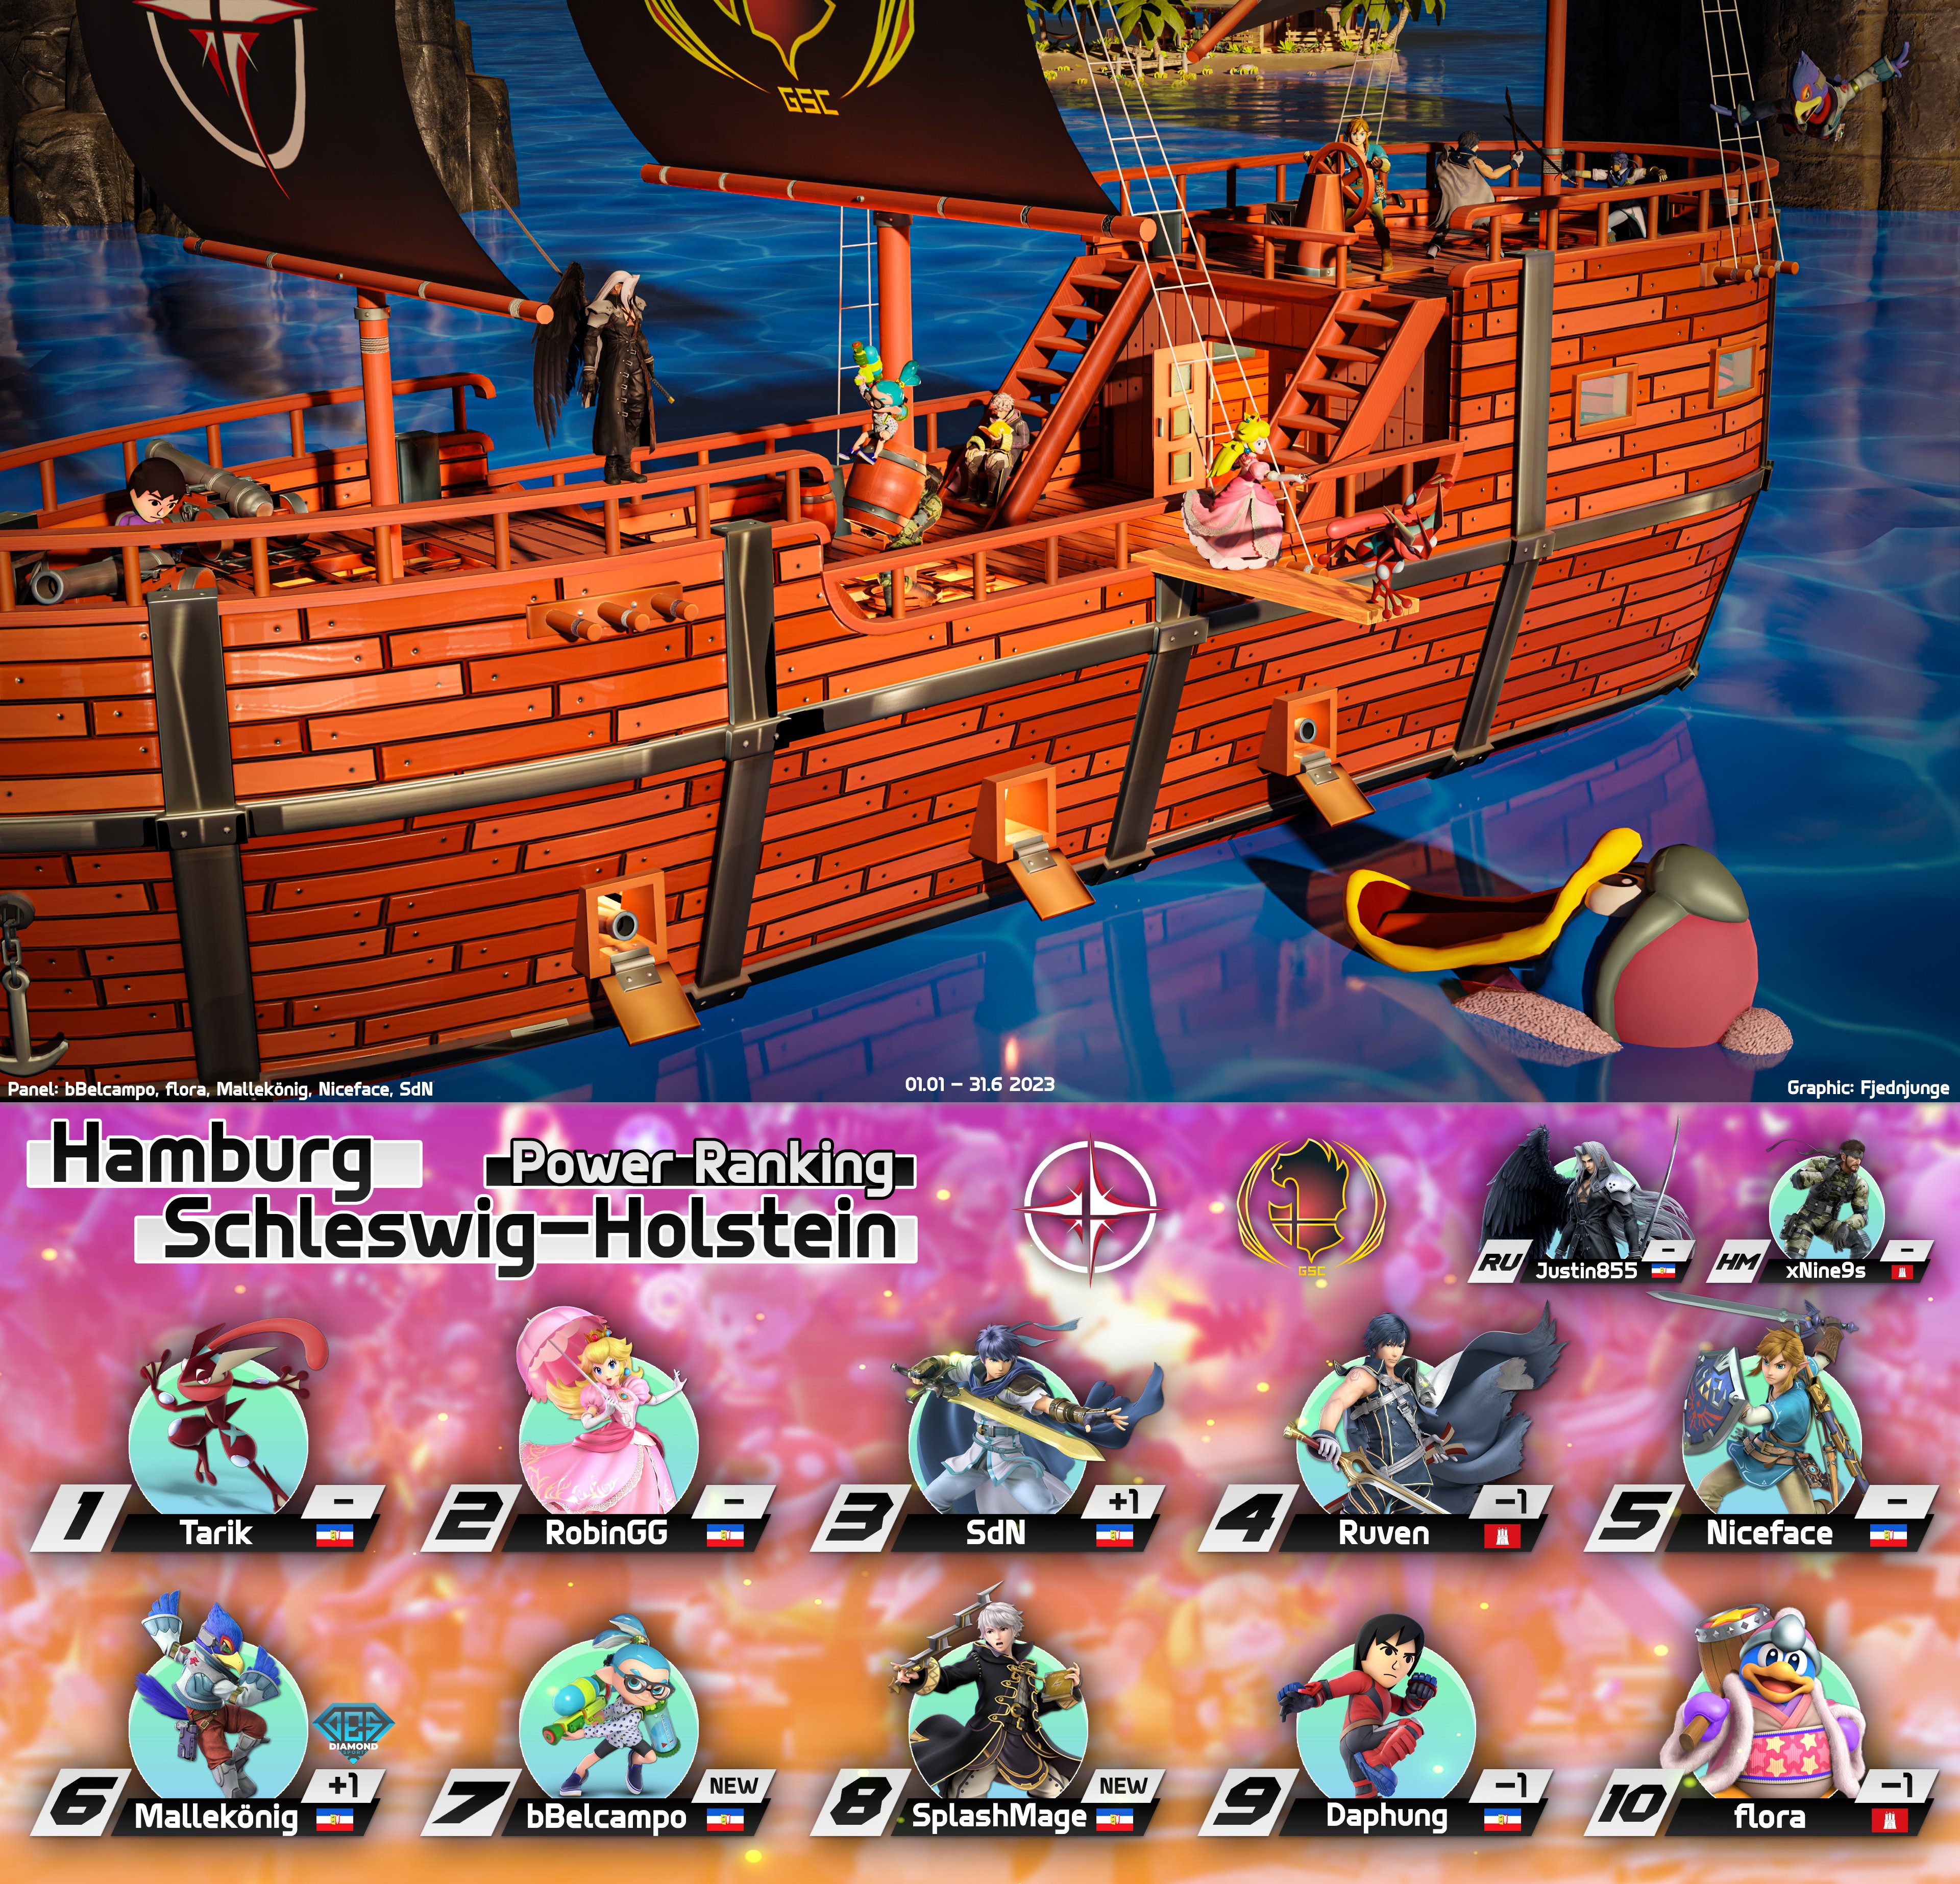 GSC
Panel: bBelcampo, flora, Mallekönig, Niceface, SdN
01.01 – 31.6 2023
Graphic: Fjednjunge
Hamburg
Schleswig–Holstein
Power Ranking
GSC
RU Justin855 –
HM xNine9s –
1 Tarik –
2 RobinGG –
3 SdN +1
4 Ruven –1
5 Niceface –
6 Mallekönig +1
DES
DIAMOND
7 bBelcampo NEW
8 SplashMage NEW
9 Daphung –1
10 flora –1